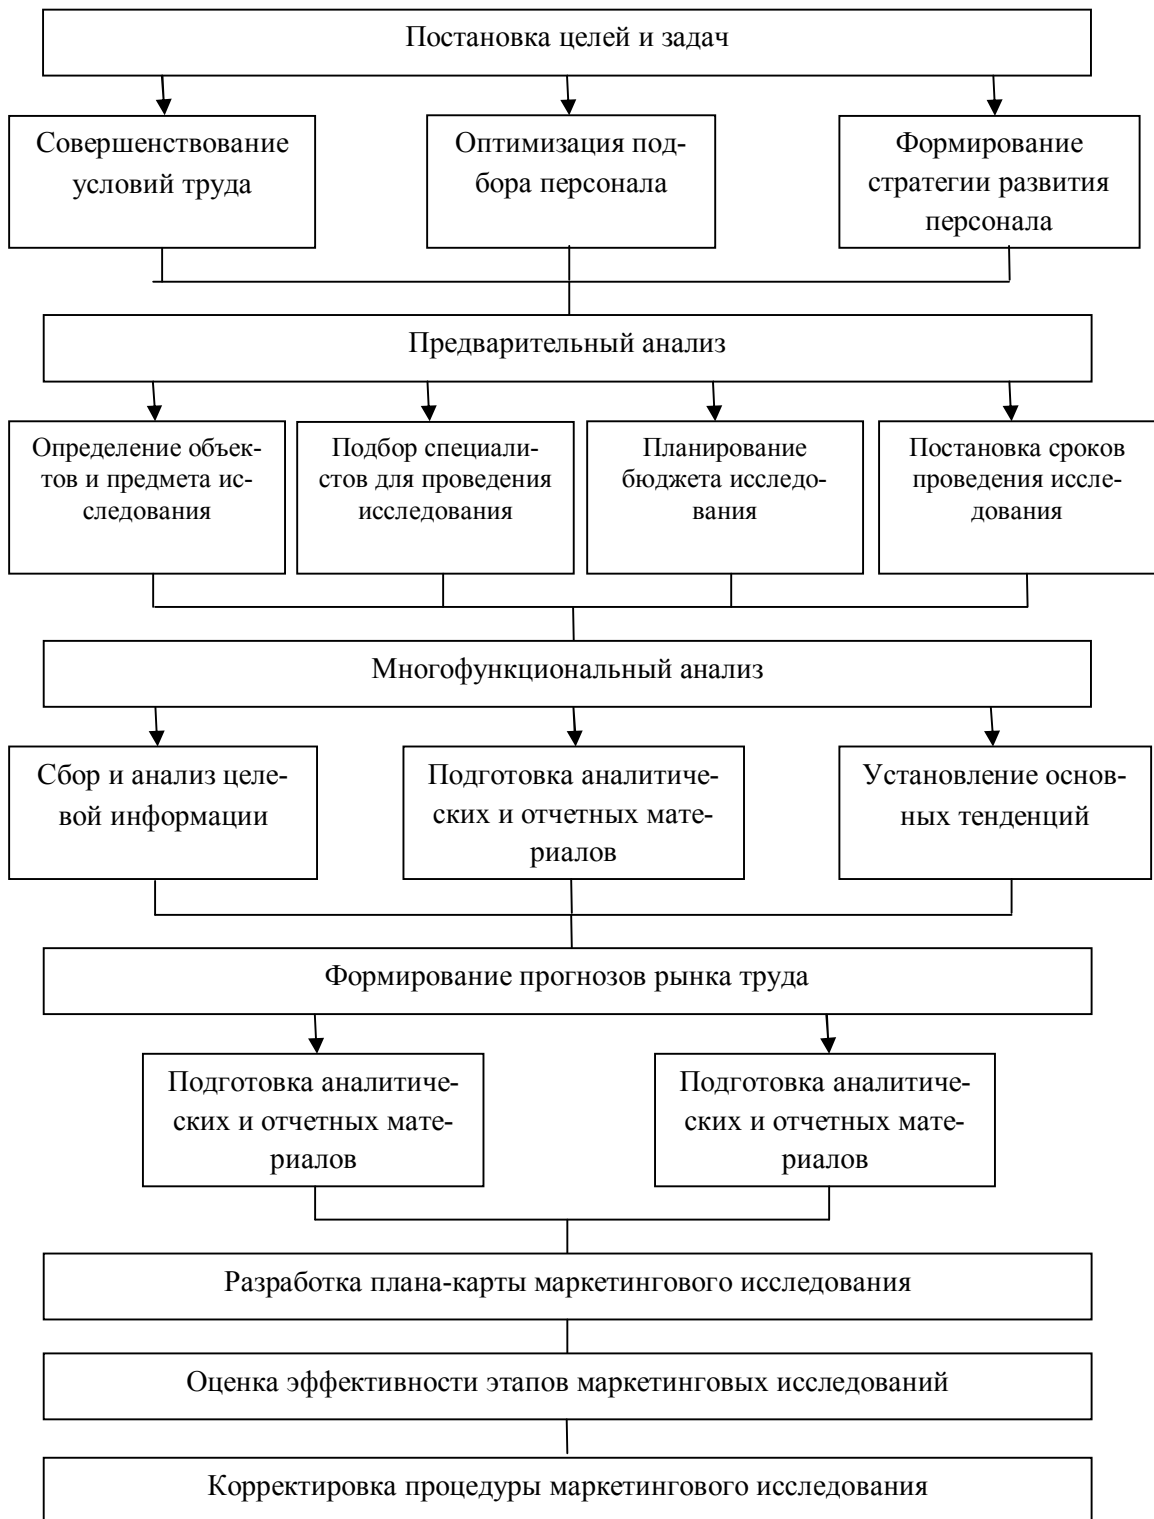 Постановка целей и задач
Совершенствование
условий труда
Оптимизация под-
бора персонала
Формирование
стратегии развития
персонала
Предварительный анализ
Определение объек-
тов и предмета ис-
следования
Подбор специали-
стов для проведения
исследования
Планирование
бюджета исследо-
вания
Постановка сроков
проведения иссле-
дования
Многофункциональный анализ
Сбор и анализ целе-
вой информации
Подготовка аналитиче-
ских и отчетных мате-
риалов
Установление основ-
ных тенденций
Формирование прогнозов рынка труда
Подготовка аналитиче-
ских и отчетных мате-
риалов
Подготовка аналитиче-
ских и отчетных мате-
риалов
Разработка плана-карты маркетингового исследования
Оценка эффективности этапов маркетинговых исследований
Корректировка процедуры маркетингового исследования